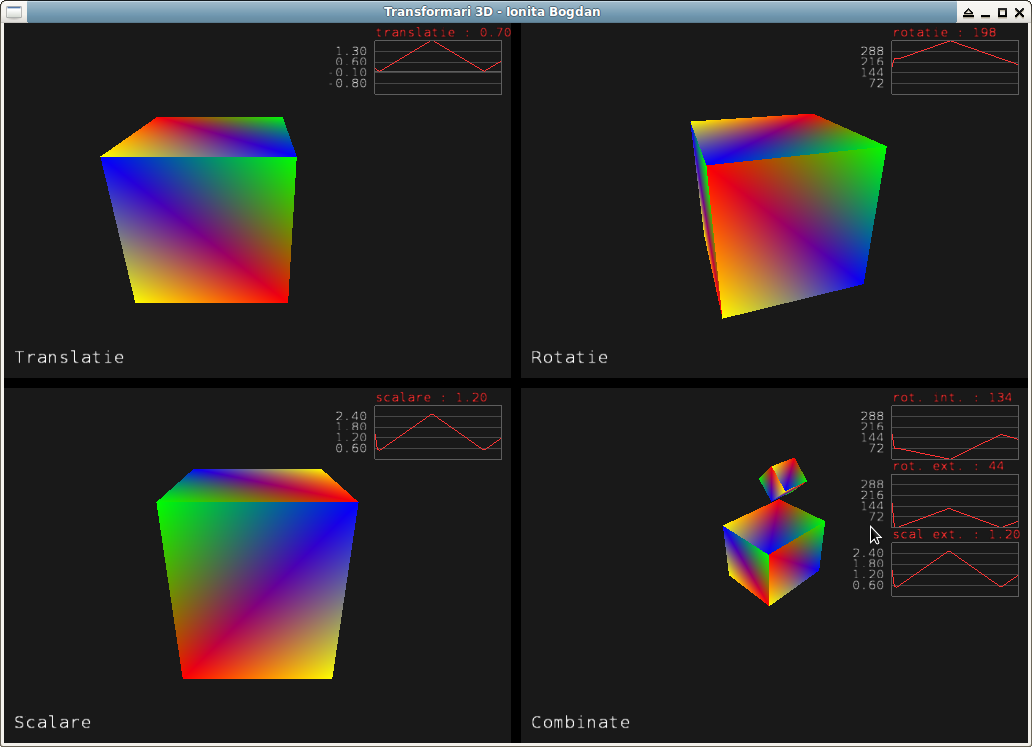 Transformari 3D - Ionita Bogdan
translatie : 0.70
1.30
0.60
-0.10
-0.80
Translatie
rotatie : 198
288
216
144
72
Rotatie
scalare : 1.20
2.40
1.80
1.20
0.60
Scalare
rot. int. : 134
288
216
144
72
rot. ext. : 44
288
216
144
72
scal ext. : 1.20
2.40
1.80
1.20
0.60
Combinate